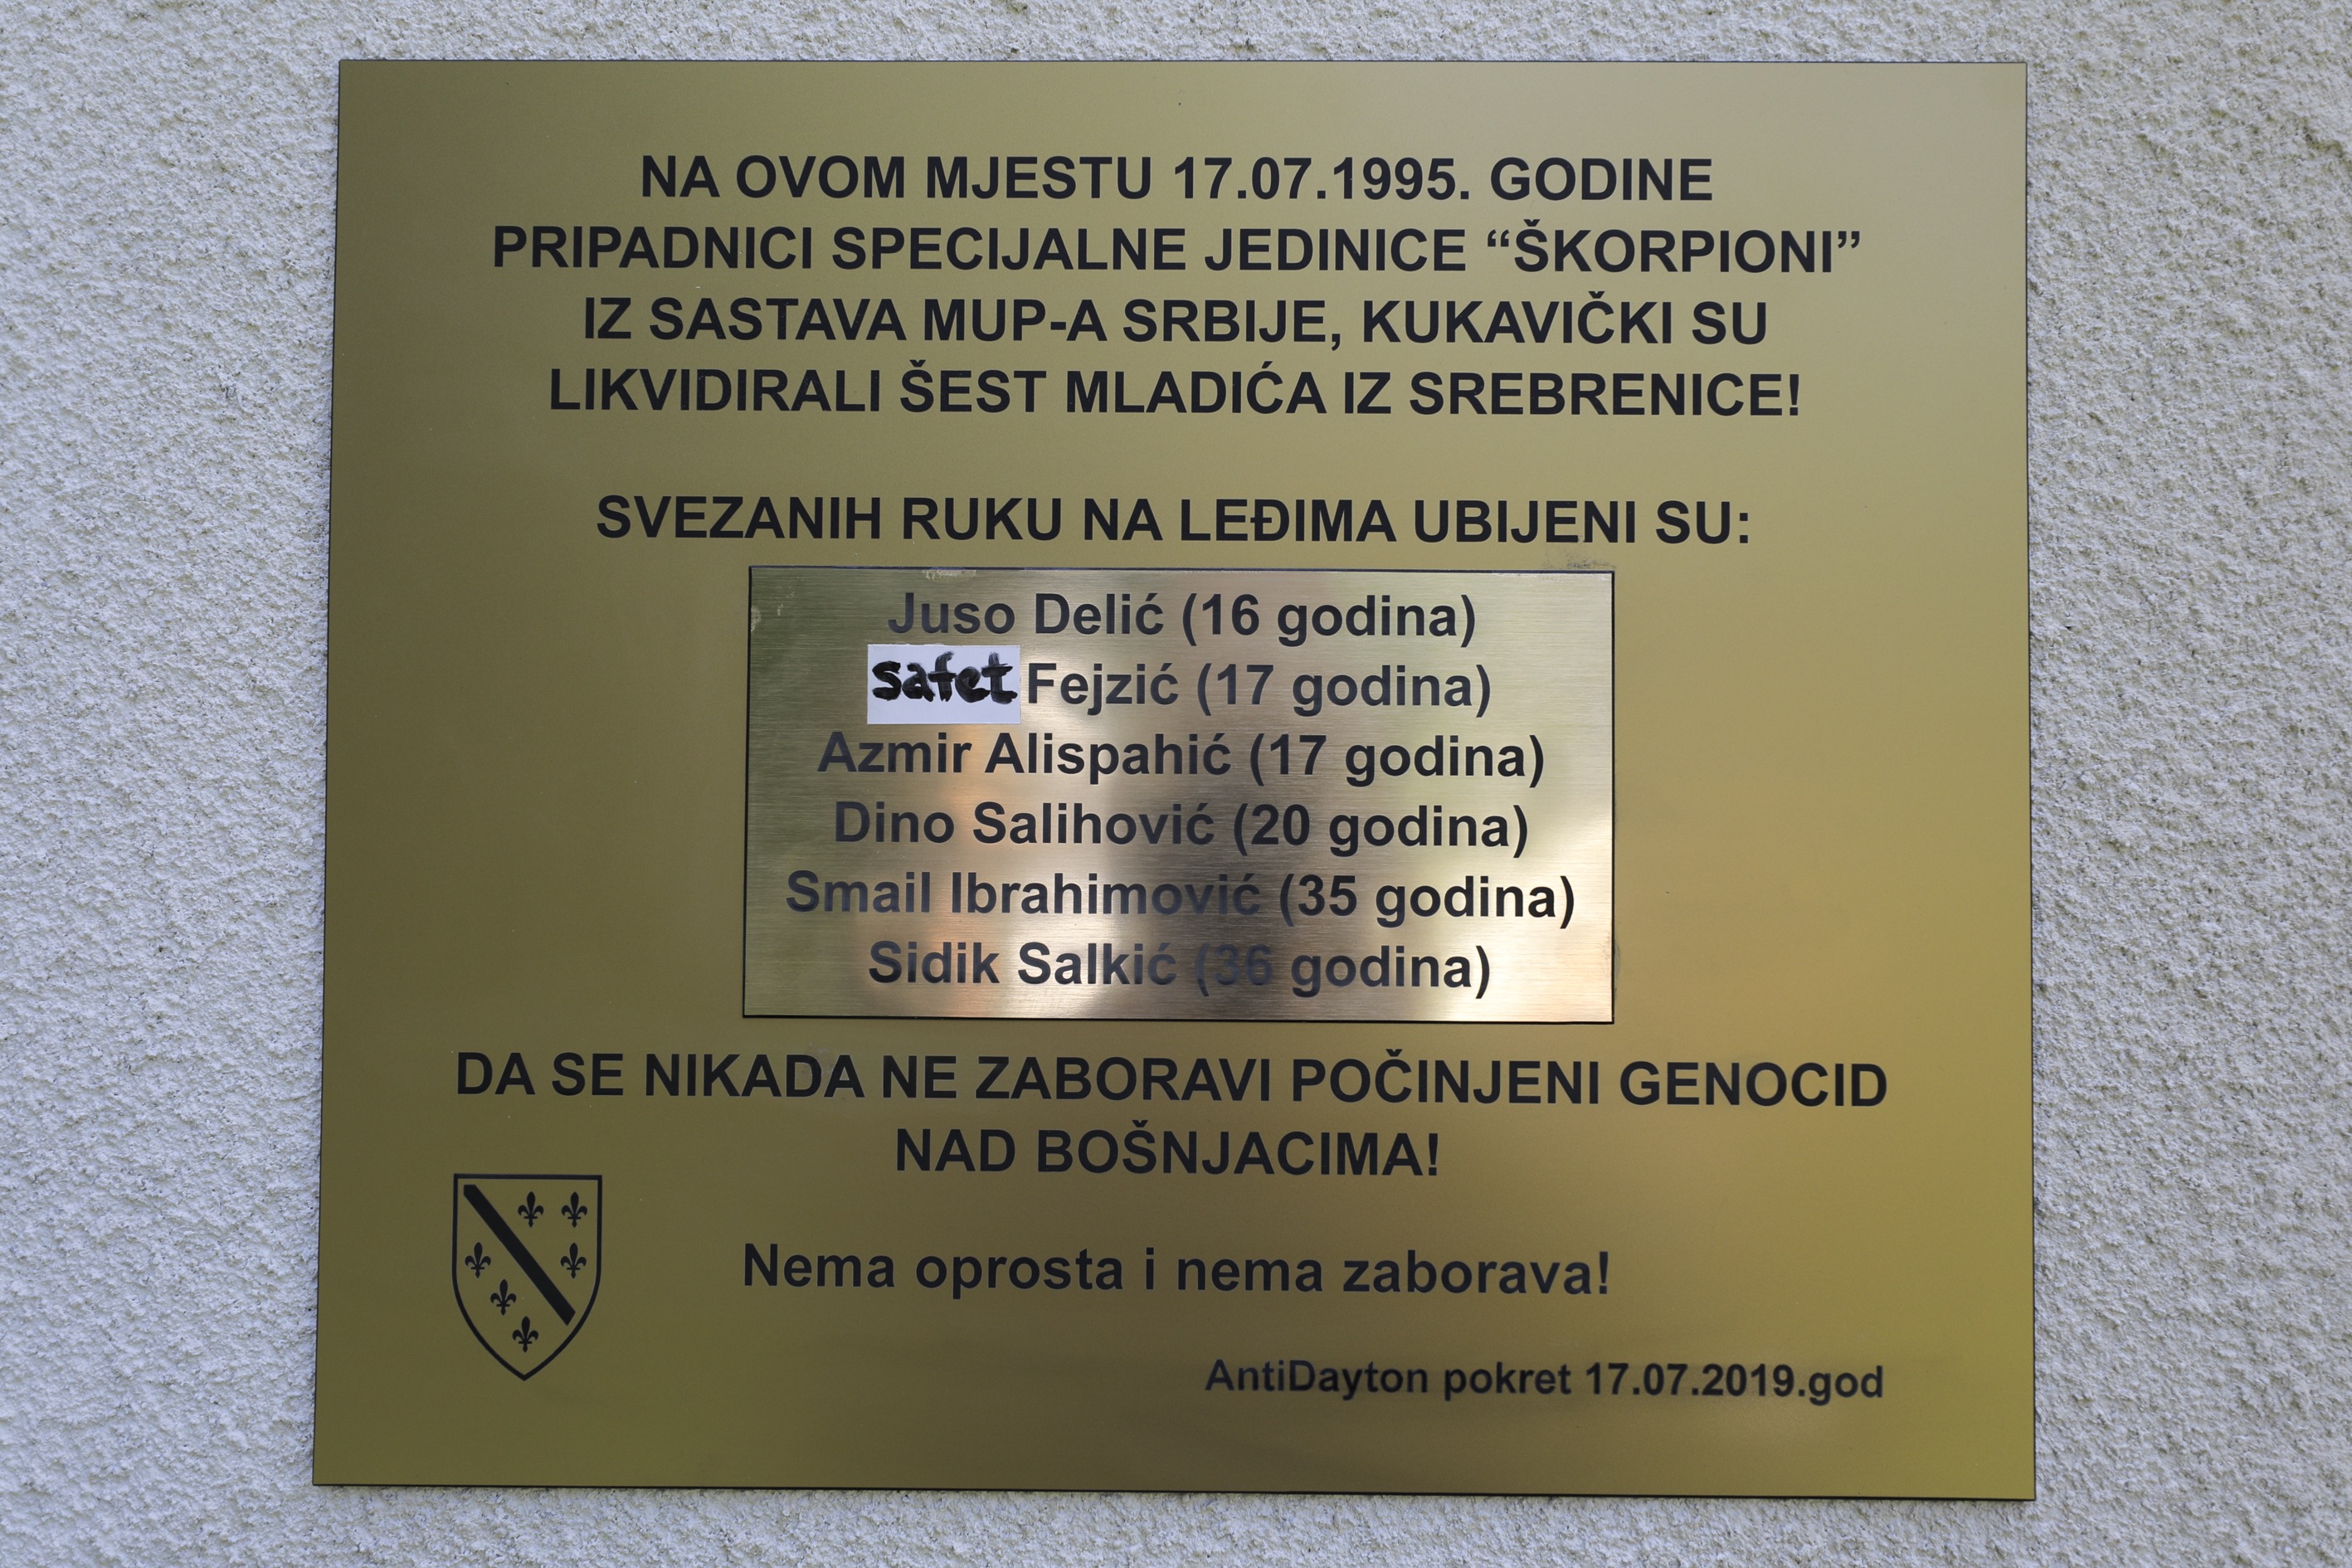 NA OVOM MJESTU 17.07.1995. GODINE
PRIPADNICI SPECIJALNE JEDINICE “ŠKORPIONI”
IZ SASTAVA MUP-A SRBIJE, KUKAVIČKI SU
LIKVIDIRALI ŠEST MLADIĆA IZ SREBRENICE!
SVEZANIH RUKU NA LEĐIMA UBIJENI SU:
Juso Delić (16 godina)
safet Fejzić (17 godina)
Azmir Alispahić (17 godina)
Dino Salihović (20 godina)
Smail Ibrahimović (35 godina)
Sidik Salkić (36 godina)
DA SE NIKADA NE ZABORAVI POČINJENI GENOCID
NAD BOŠNJACIMA!
Nema oprosta i nema zaborava!
AntiDayton pokret 17.07.2019.god